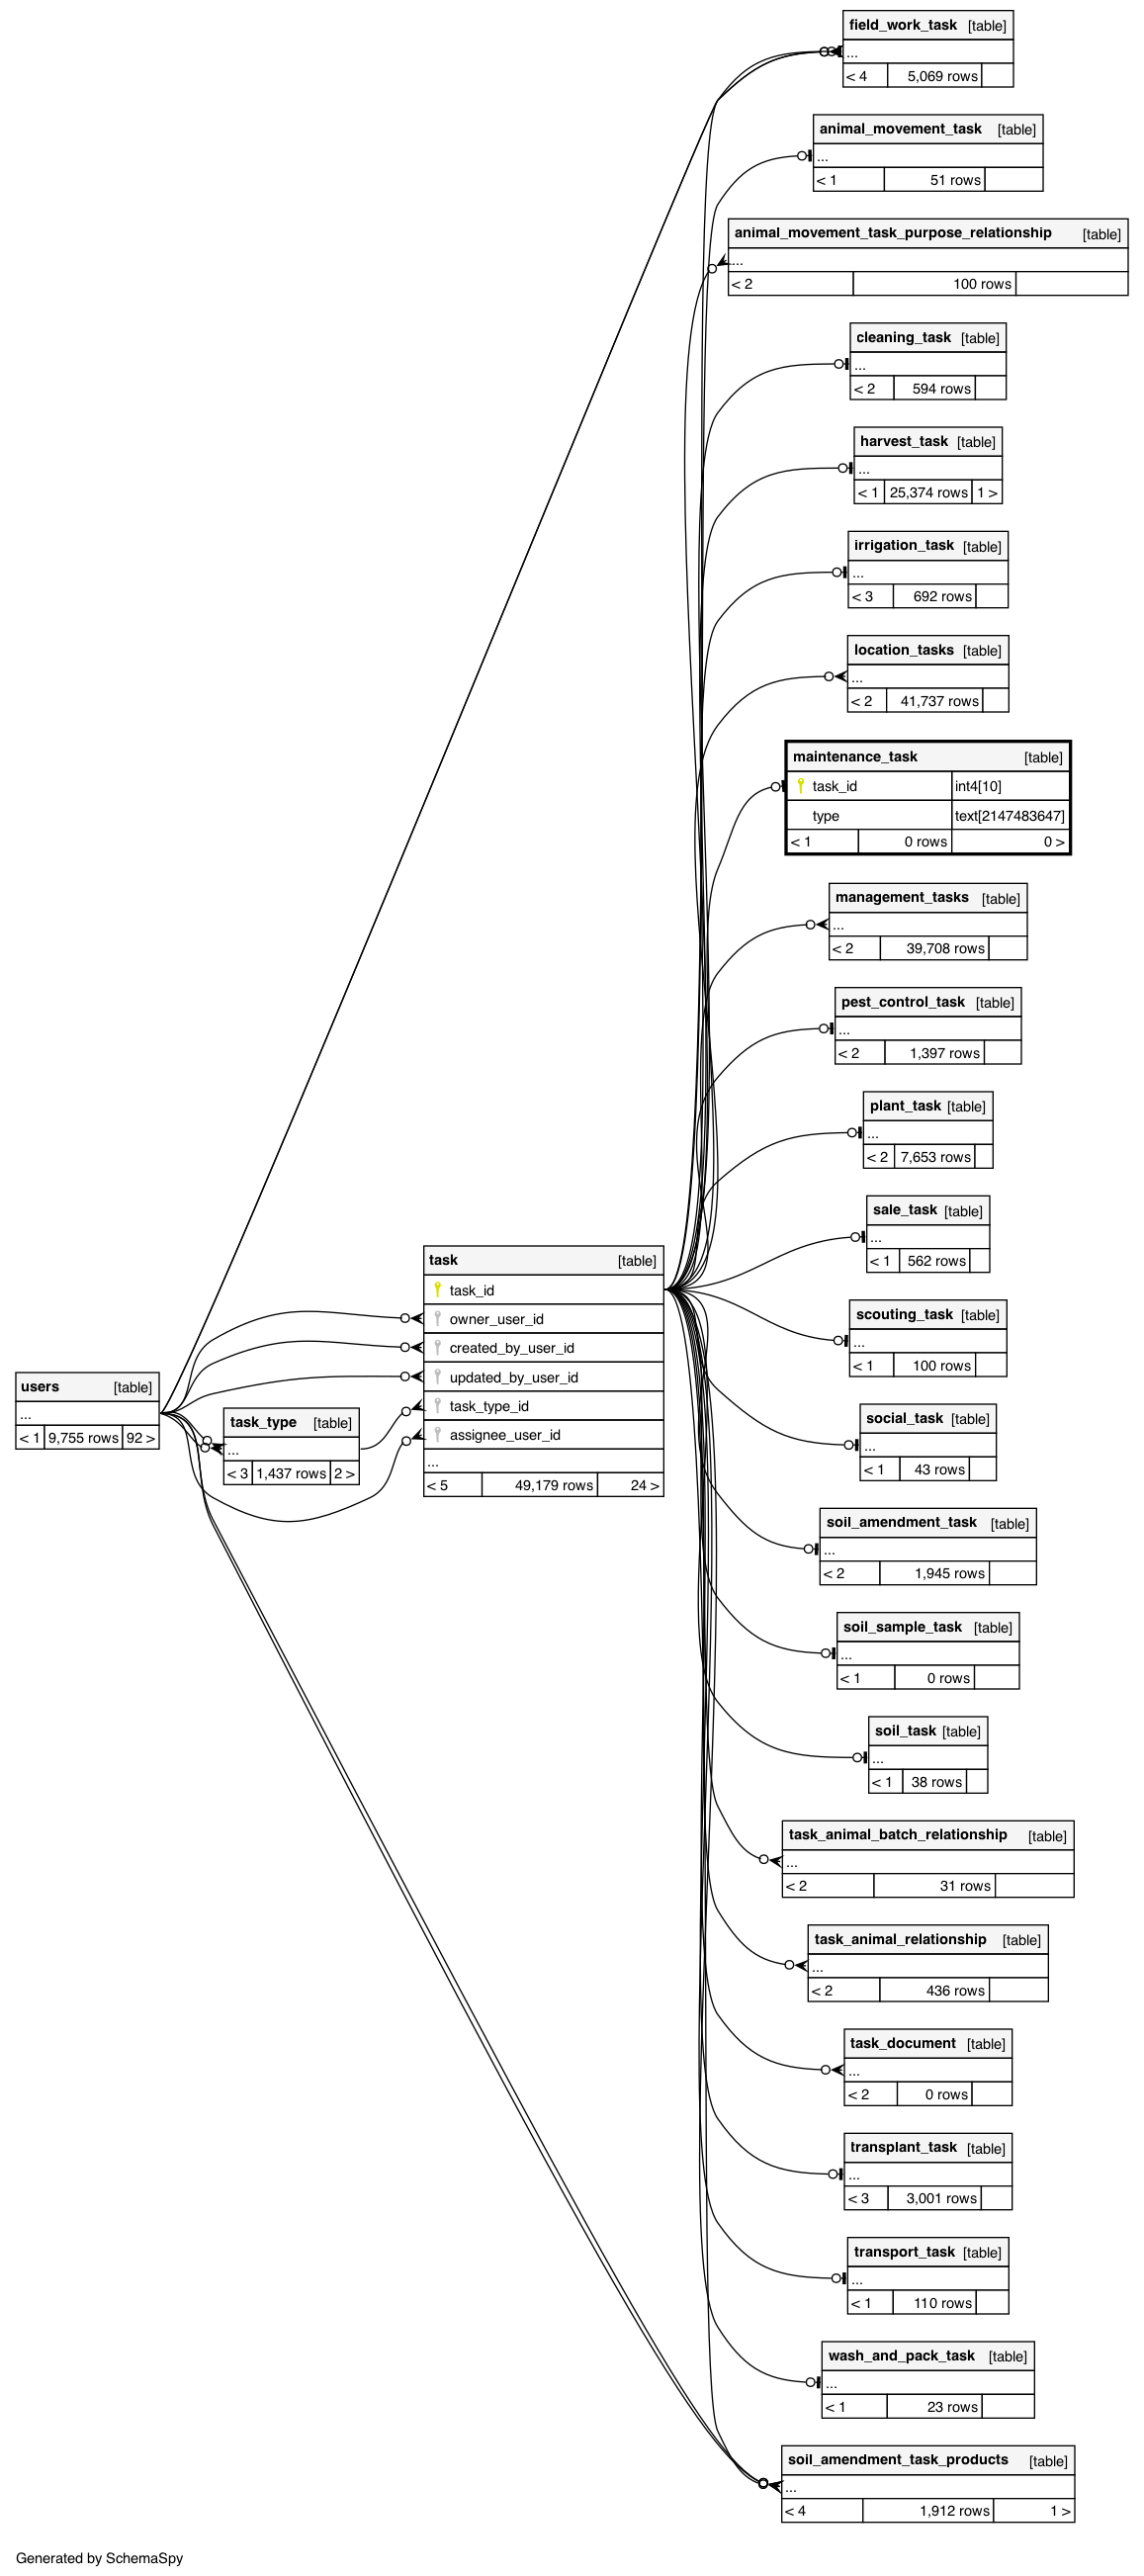 field_work_task [table]
...
< 4 5,069 rows
animal_movement_task [table]
...
< 1 51 rows
animal_movement_task_purpose_relationship [table]
...
< 2 100 rows
cleaning_task [table]
...
< 2 594 rows
harvest_task [table]
...
< 1 25,374 rows 1 >
irrigation_task [table]
...
< 3 692 rows
location_tasks [table]
...
< 2 41,737 rows
maintenance_task [table]
task_id int4[10]
type text[2147483647]
< 1 0 rows 0 >
management_tasks [table]
...
< 2 39,708 rows
pest_control_task [table]
...
< 2 1,397 rows
plant_task [table]
...
< 2 7,653 rows
sale_task [table]
...
< 1 562 rows
scouting_task [table]
...
< 1 100 rows
social_task [table]
...
< 1 43 rows
soil_amendment_task [table]
...
< 2 1,945 rows
soil_sample_task [table]
...
< 1 0 rows
soil_task [table]
...
< 1 38 rows
task_animal_batch_relationship [table]
...
< 2 31 rows
task_animal_relationship [table]
...
< 2 436 rows
task_document [table]
...
< 2 0 rows
transplant_task [table]
...
< 3 3,001 rows
transport_task [table]
...
< 1 110 rows
wash_and_pack_task [table]
...
< 1 23 rows
soil_amendment_task_products [table]
...
< 4 1,912 rows 1 >
task [table]
task_id
owner_user_id
created_by_user_id
updated_by_user_id
task_type_id
assignee_user_id
...
< 5 49,179 rows 24 >
users [table]
...
< 1 9,755 rows 92 >
task_type [table]
...
< 3 1,437 rows 2 >
Generated by SchemaSpy